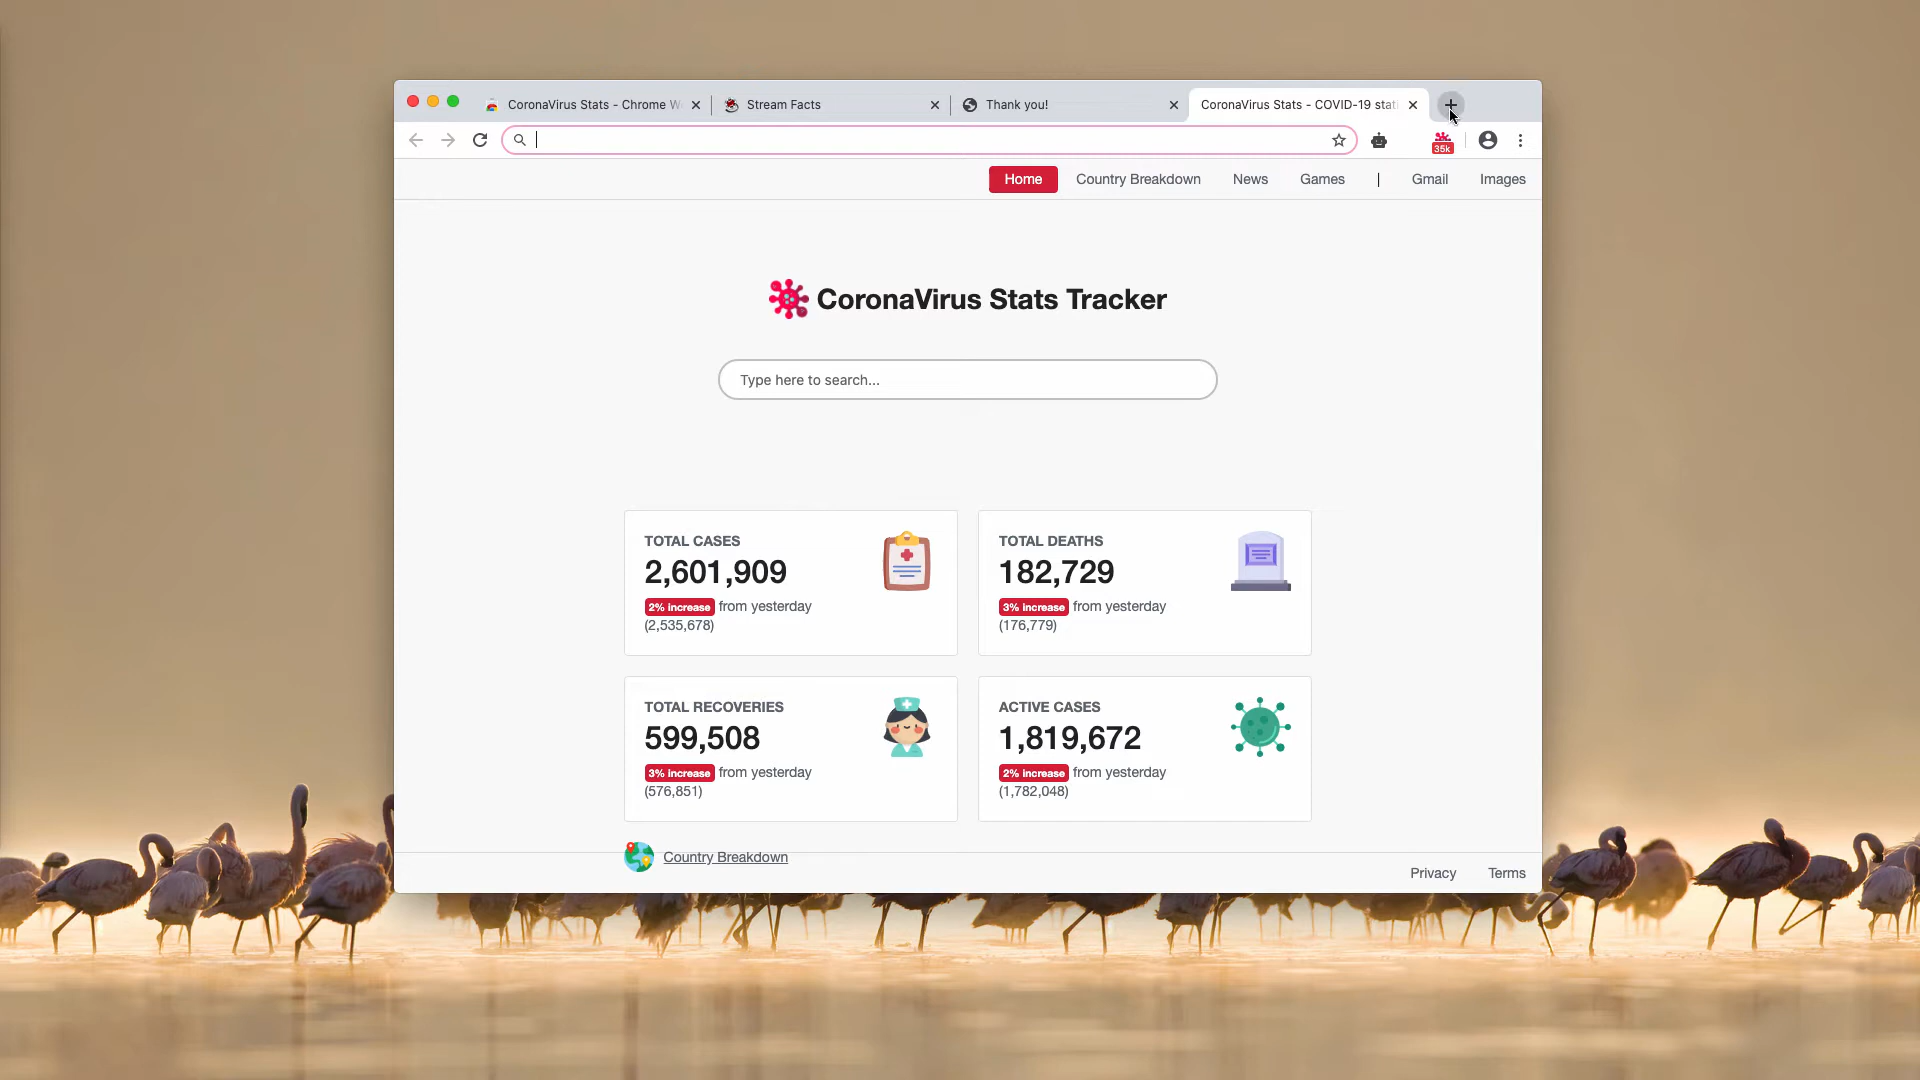 CoronaVirus Stats - Chrome W
Stream Facts
Thank you!
CoronaVirus Stats - COVID-19 stati
35k
Home
Country Breakdown
News
Games
|
Gmail
Images
CoronaVirus Stats Tracker
Type here to search...
TOTAL CASES
2,601,909
2% increase from yesterday
(2,535,678)
TOTAL DEATHS
182,729
3% increase from yesterday
(176,779)
TOTAL RECOVERIES
599,508
3% increase from yesterday
(576,851)
ACTIVE CASES
1,819,672
2% increase from yesterday
(1,782,048)
Country Breakdown
Privacy
Terms